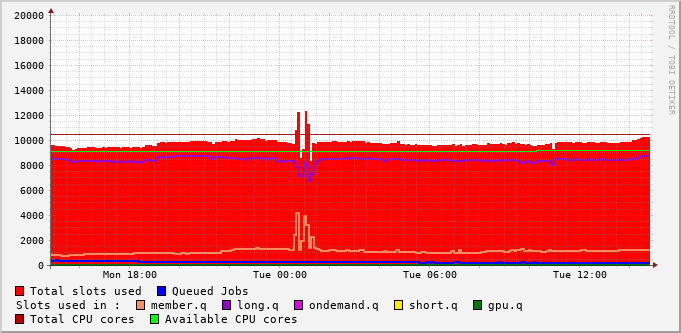 20000
18000
16000
14000
12000
10000
8000
6000
4000
2000
0
Mon 18:00 Tue 00:00 Tue 06:00 Tue 12:00
Total slots used Queued Jobs
Slots used in : member.q long.q ondemand.q short.q gpu.q
Total CPU cores Available CPU cores
RRDTOOL / TOBI OETIKER